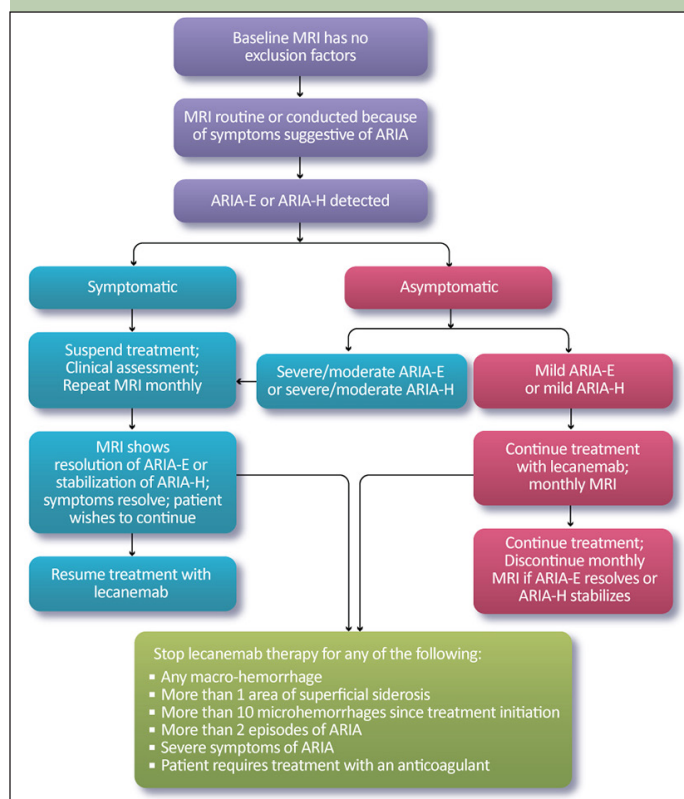 Baseline MRI has no
exclusion factors
MRI routine or conducted because
of symptoms suggestive of ARIA
ARIA-E or ARIA-H detected
Symptomatic
Asymptomatic
Suspend treatment;
Clinical assessment;
Repeat MRI monthly
Severe/moderate ARIA-E
or severe/moderate ARIA-H
Mild ARIA-E
or mild ARIA-H
MRI shows
resolution of ARIA-E or
stabilization of ARIA-H;
symptoms resolve; patient
wishes to continue
Continue treatment
with lecanemab;
monthly MRI
Resume treatment with
lecanemab
Continue treatment;
Discontinue monthly
MRI if ARIA-E resolves or
ARIA-H stabilizes
Stop lecanemab therapy for any of the following:
▪ Any macro-hemorrhage
▪ More than 1 area of superficial siderosis
▪ More than 10 microhemorrhages since treatment initiation
▪ More than 2 episodes of ARIA
▪ Severe symptoms of ARIA
▪ Patient requires treatment with an anticoagulant